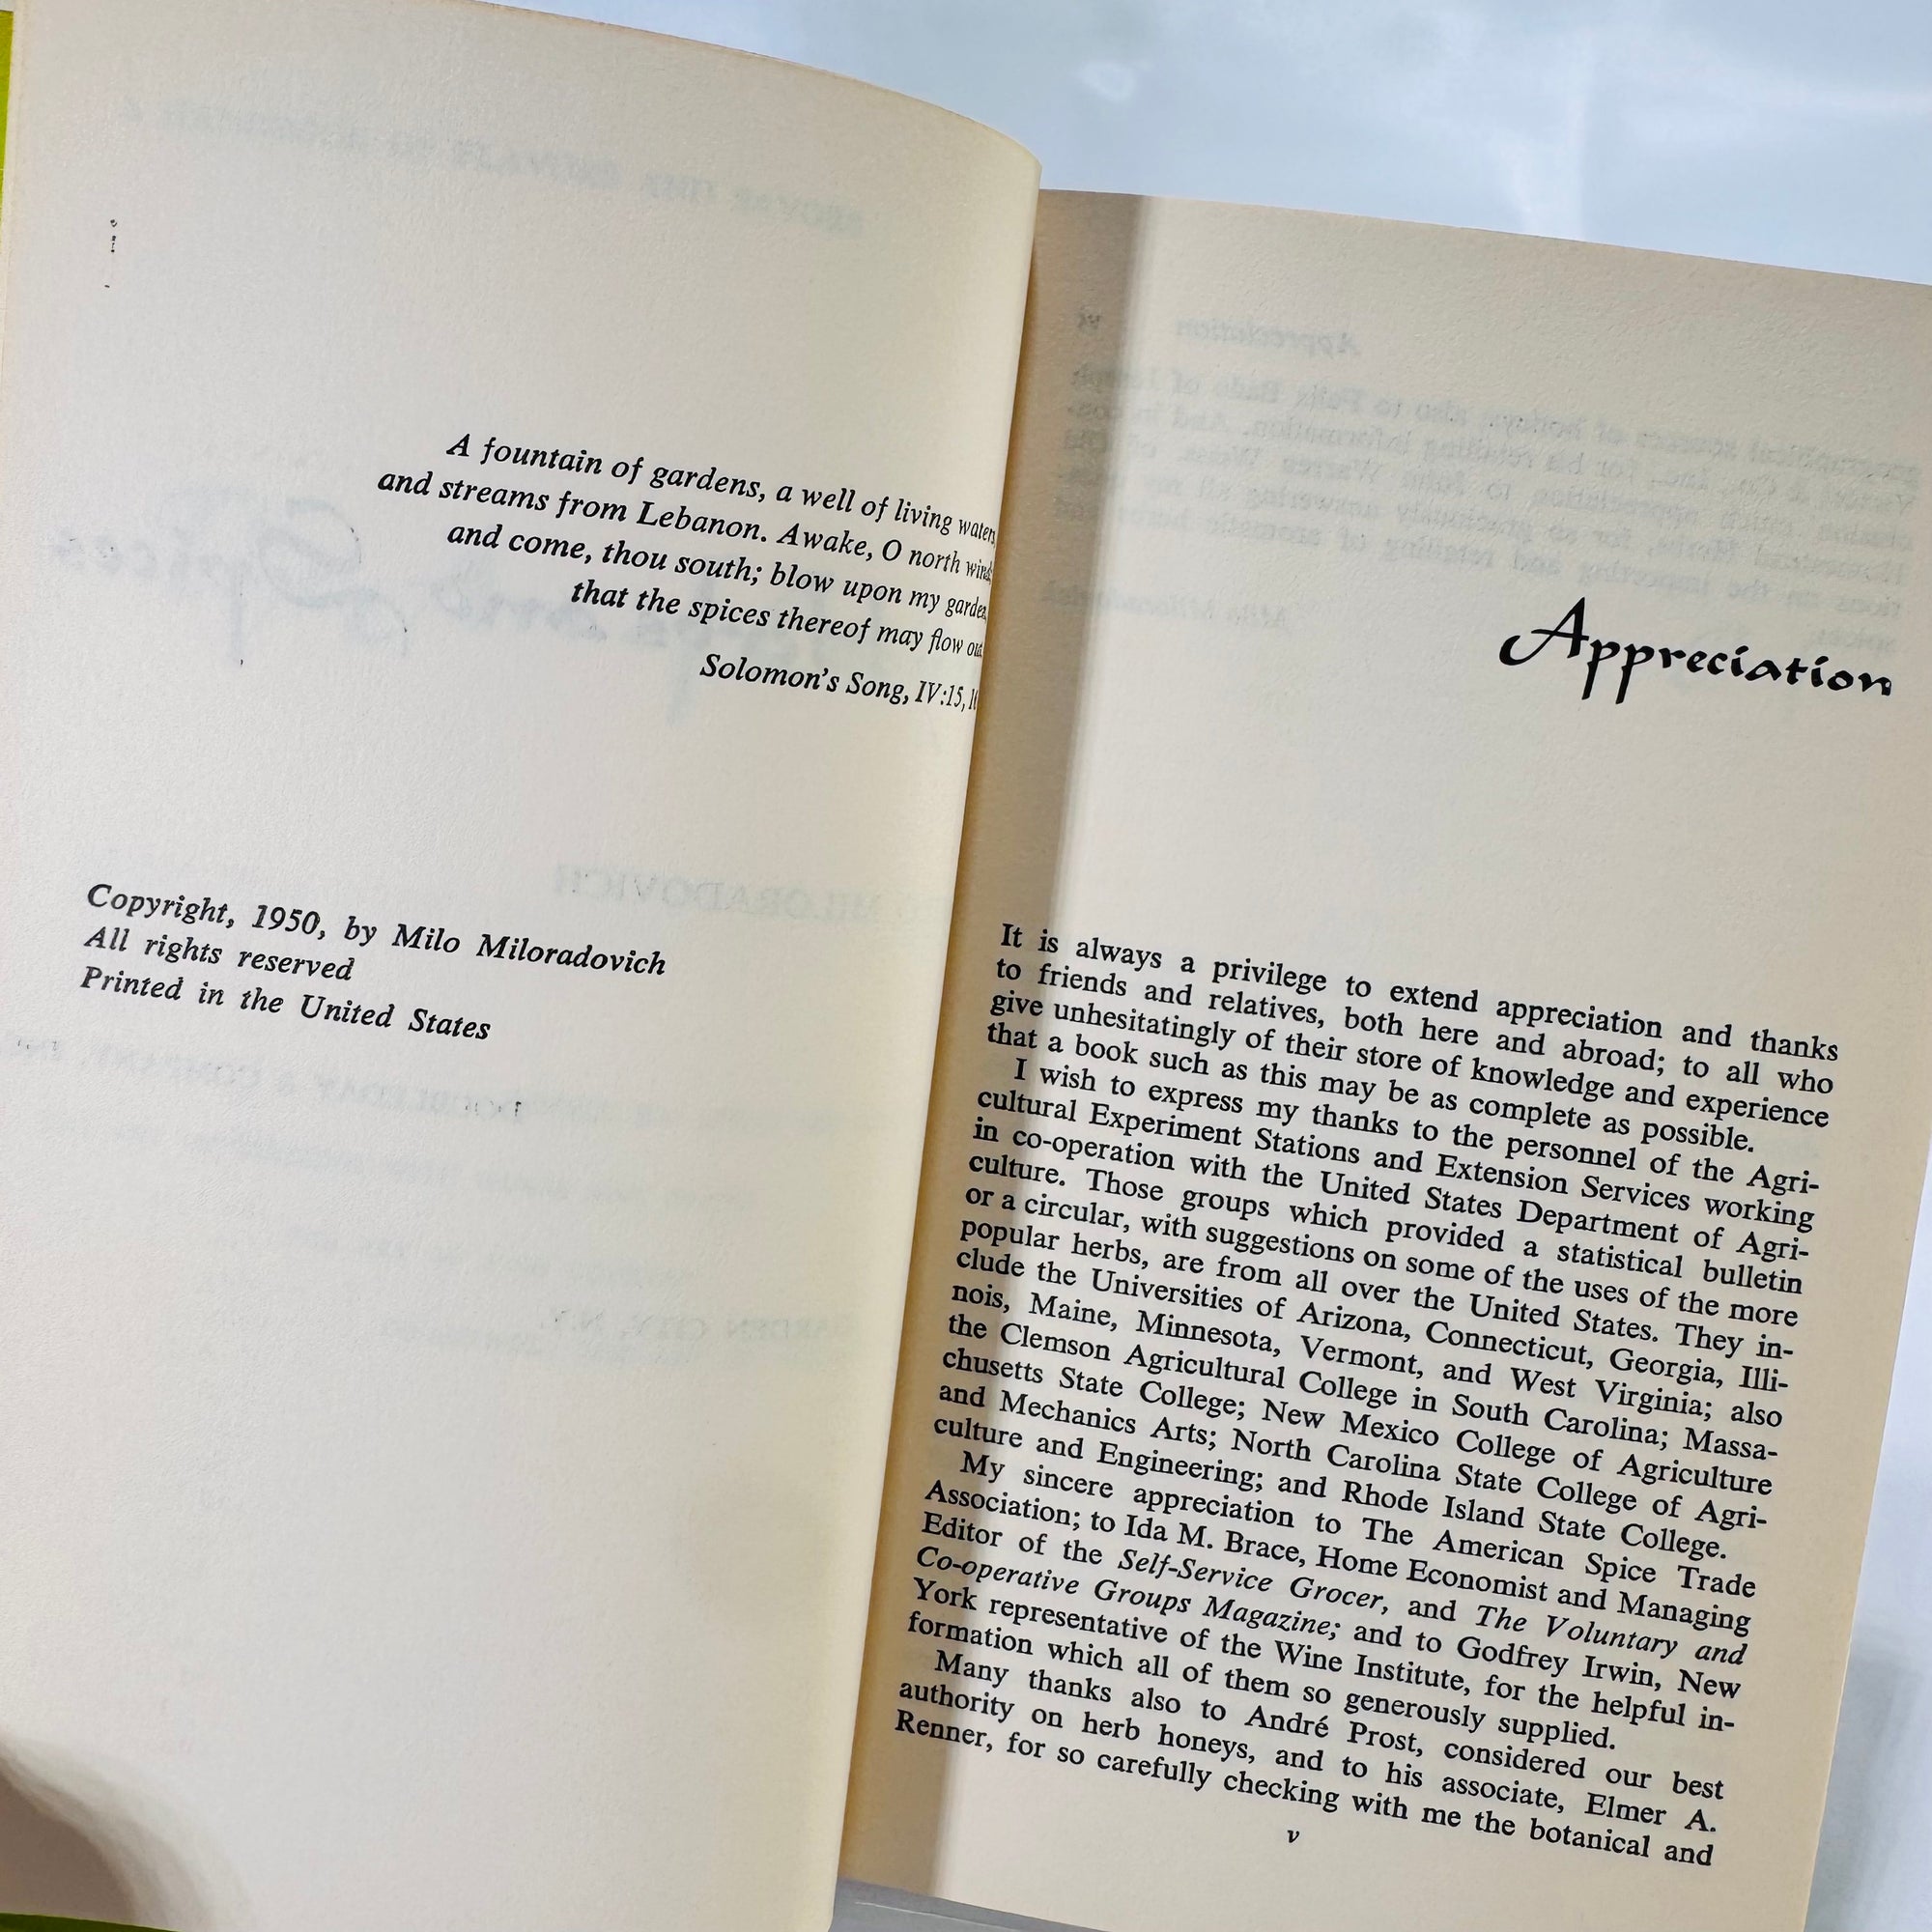 A fountain of gardens, a well of living waters,
and streams from Lebanon. Awake, O north
and come, thou south; blow upon my
that the spices thereof may flow
Solomon's Song, IV:15,
Copyright, 1950, by Milo Miloradovich
All rights reserved
Printed in the United States
Appreciation
It is always a privilege to extend appreciation and thanks
to friends and relatives, both here and abroad; to all who
give unhesitatingly of their store of knowledge and experience
that a book such as this may be as complete as possible.
I wish to express my thanks to the personnel of the Agri-
cultural Experiment Stations and Extension Services working
in co-operation with the United States Department of Agri-
culture. Those groups which provided a statistical bulletin
or a circular, with suggestions on some of the uses of the more
popular herbs, are from all over the United States. They in-
clude the Universities of Arizona, Connecticut, Georgia, Illi-
nois, Maine, Minnesota, Vermont, and West Virginia; also
the Clemson Agricultural College in South Carolina; Massa-
chusetts State College; New Mexico College of Agriculture
and Mechanics Arts; North Carolina State College of Agri-
culture and Engineering; and Rhode Island State College.
My sincere appreciation to The American Spice Trade
Association; to Ida M. Brace, Home Economist and Managing
Editor of the Self-Service Grocer, and The Voluntary and
Co-operative Groups Magazine; and to Godfrey Irwin, New
York representative of the Wine Institute, for the helpful in-
formation which all of them so generously supplied.
Many thanks also to André Prost, considered our best
authority on herb honeys, and to his associate, Elmer A.
Renner, for so carefully checking with me the botanical and
v